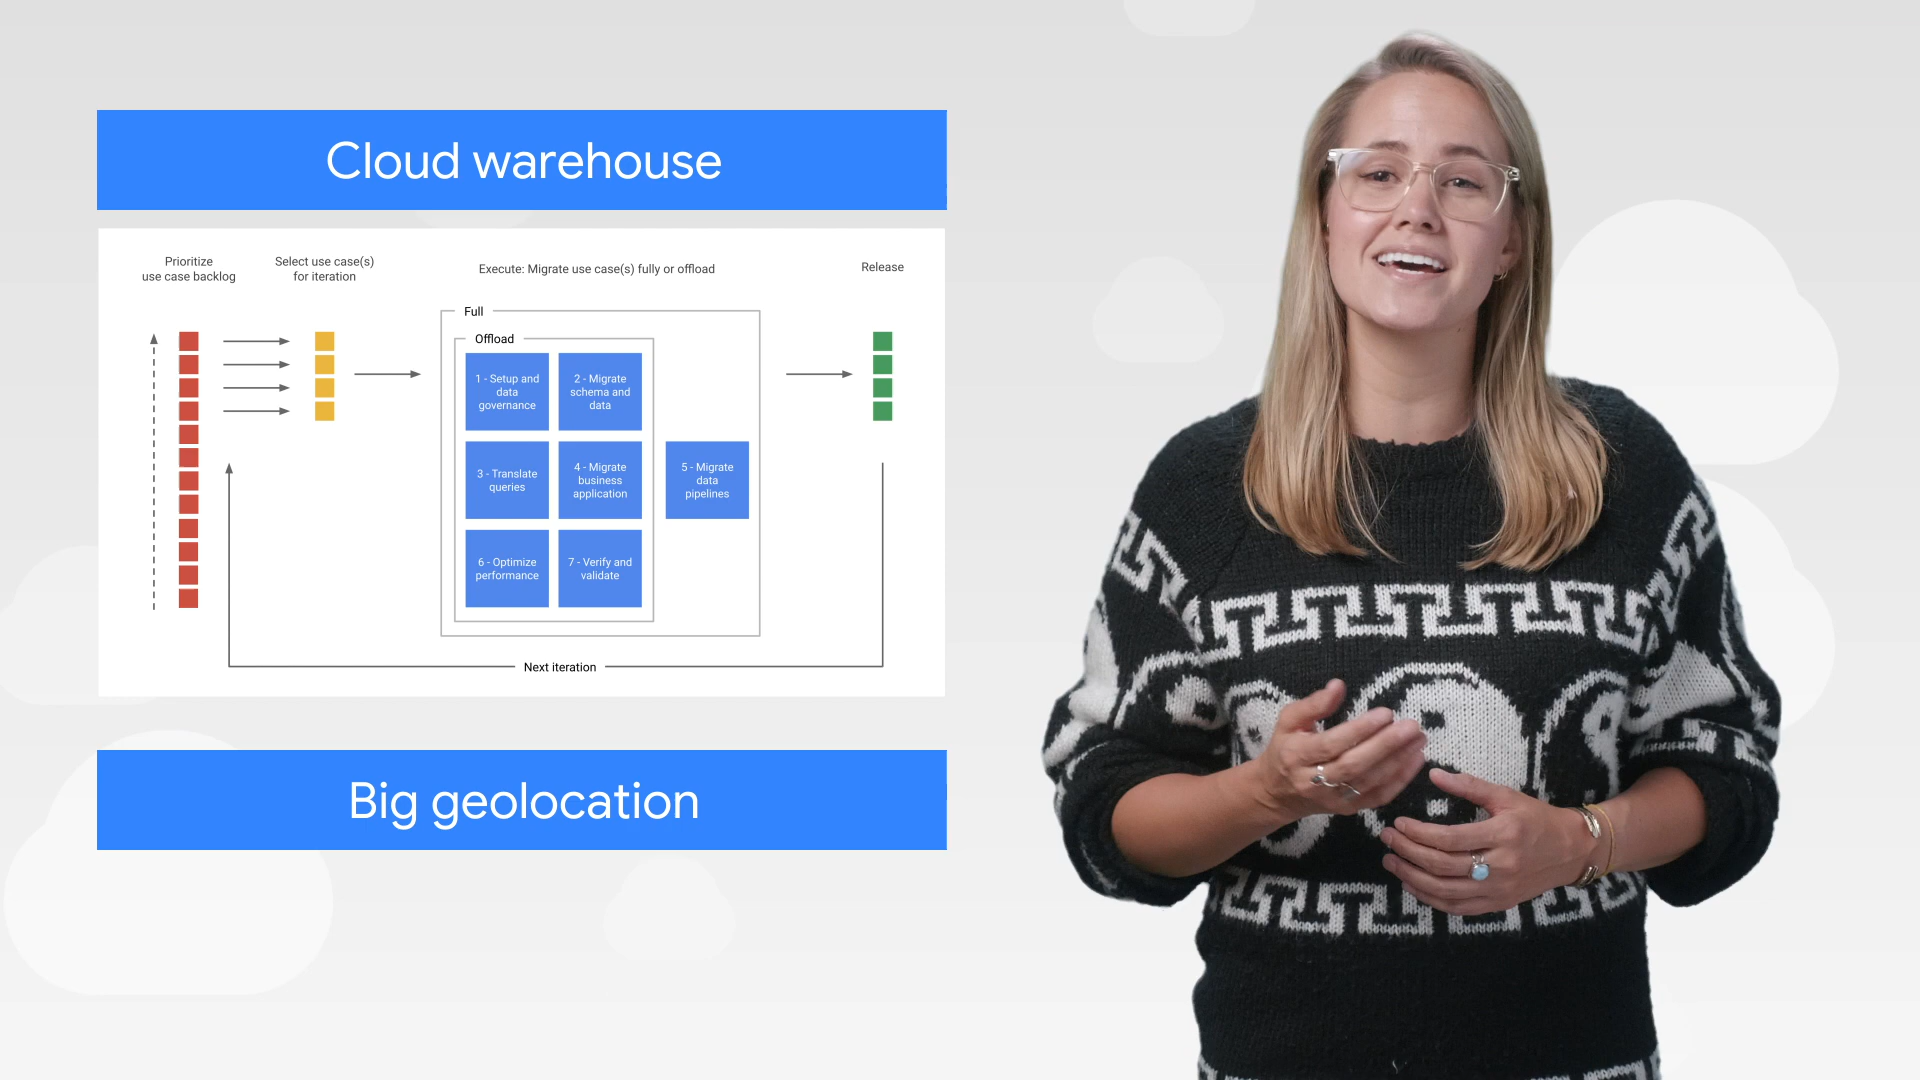 Cloud warehouse
Prioritize
use case backlog
Select use case(s)
for iteration
Execute: Migrate use case(s) fully or offload
Release
Full
Offload
1 - Setup and
data
governance
2 - Migrate
schema and
data
3 - Translate
queries
4 - Migrate
business
application
5 - Migrate
data
pipelines
6 - Optimize
performance
7 - Verify and
validate
Next iteration
Big geolocation